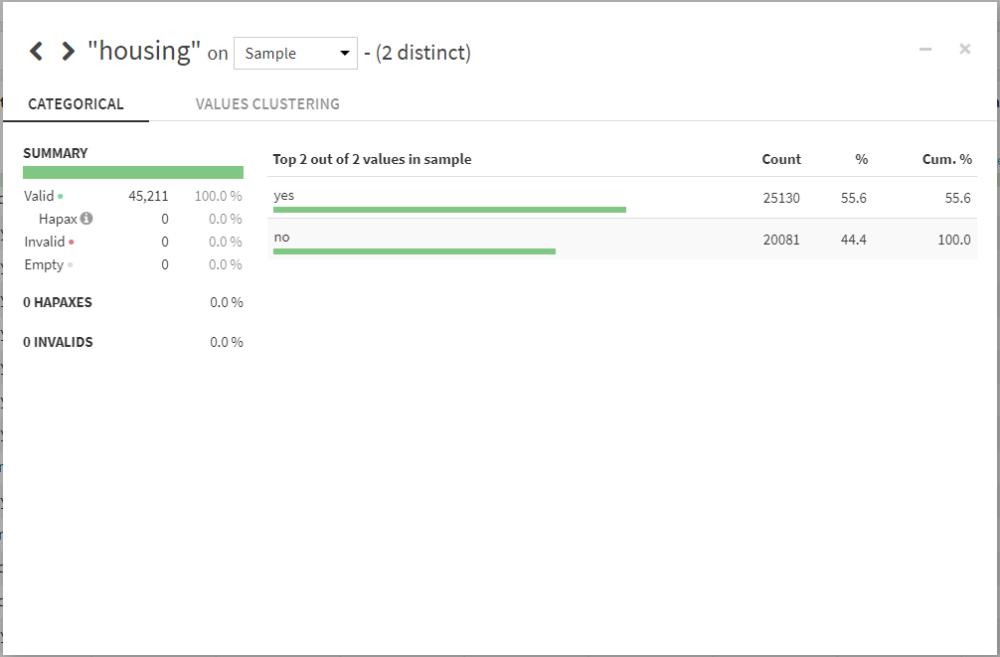 "housing" on Sample - (2 distinct)
CATEGORICAL VALUES CLUSTERING
SUMMARY
Valid 45,211 100.0 %
Hapax 0 0.0 %
Invalid 0 0.0 %
Empty 0 0.0 %
0 HAPAXES 0.0 %
0 INVALIDS 0.0 %
Top 2 out of 2 values in sample Count % Cum. %
yes 25130 55.6 55.6
no 20081 44.4 100.0